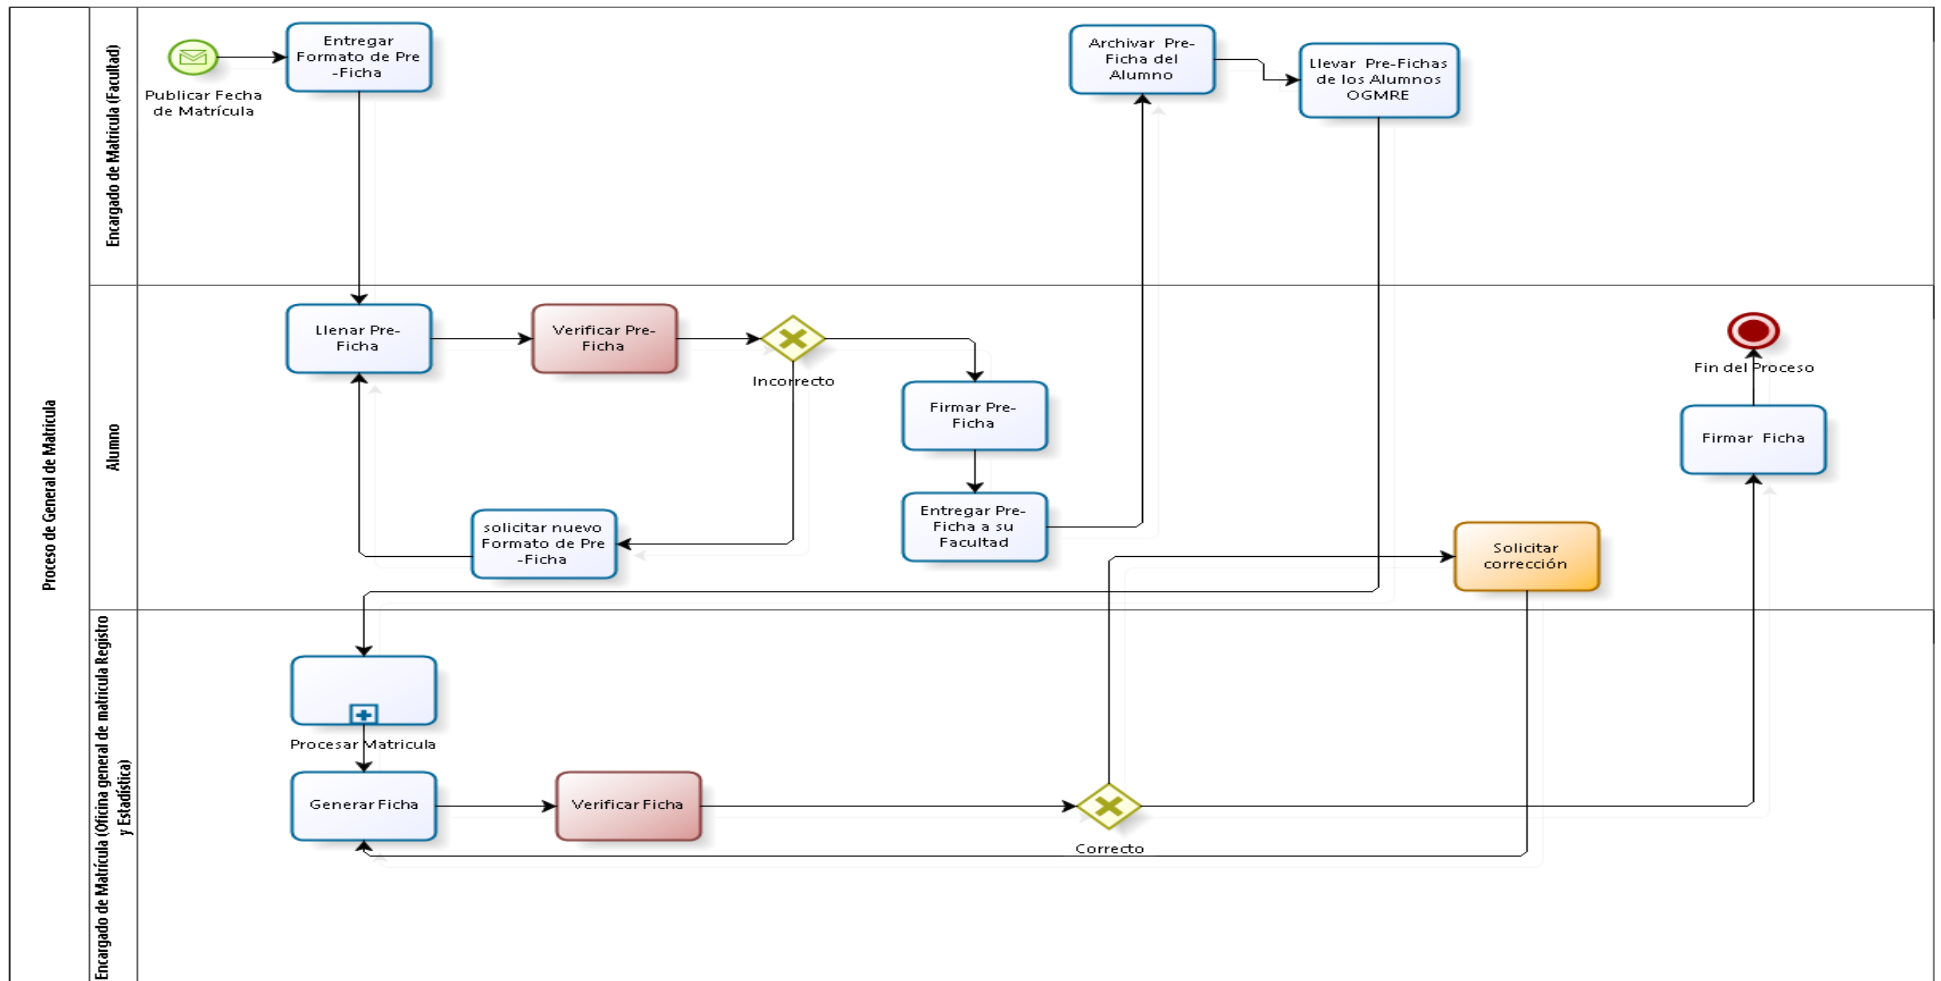 Proceso de General de Matricula
Encargado de Matricula (Facultad)
Publicar Fecha
de Matrícula
Entregar
Formato de Pre
-Ficha
Archivar Pre-
Ficha del
Alumno
Llevar Pre-Fichas
de los Alumnos
OGMRE
Alumno
Llenar Pre-
Ficha
Verificar Pre-
Ficha
Incorrecto
Firmar Pre-
Ficha
Entregar Pre-
Ficha a su
Facultad
solicitar nuevo
Formato de Pre
-Ficha
Solicitar
corrección
Fin del Proceso
Firmar Ficha
Encargado de Matrícula (Oficina general de matricula Registro
y Estadística)
Procesar Matricula
Generar Ficha
Verificar Ficha
Correcto